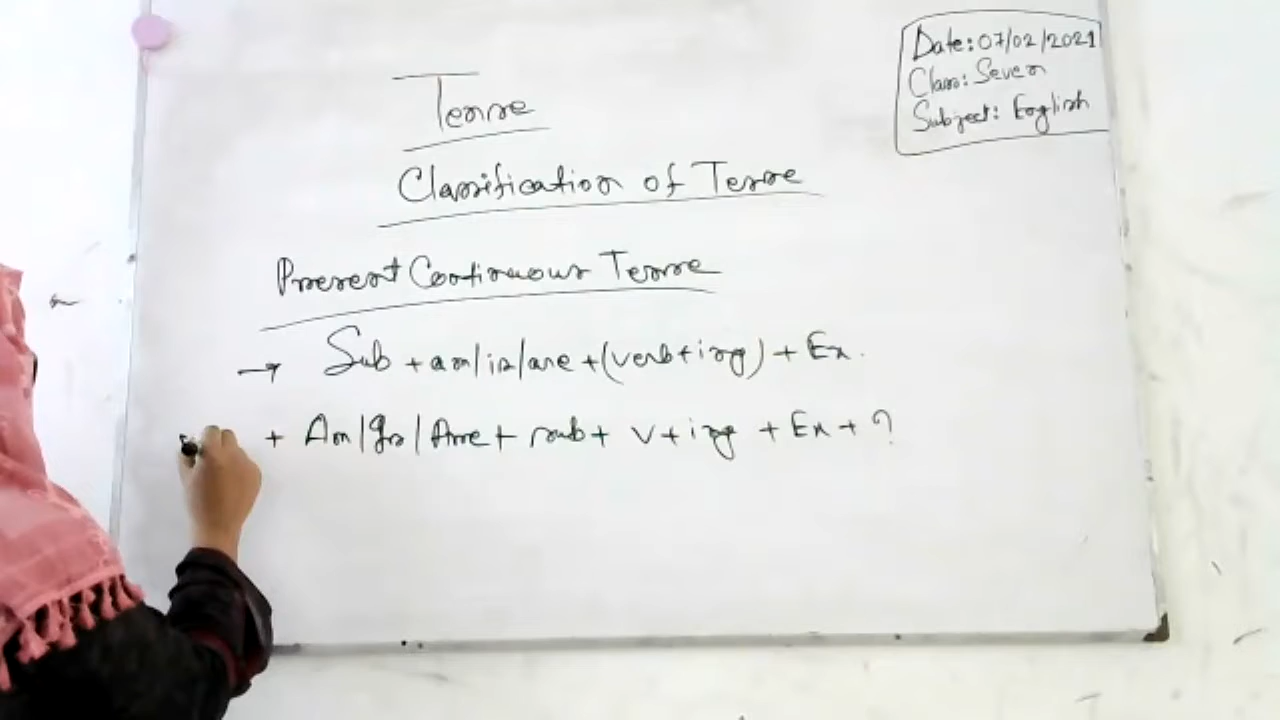 Date: 07/02/2021
Class: Seven
Subject: English
Tense
Classification of Tense
Present Continuous Tense
→ Sub + am/is/are + (verb+ing) + Ex.
+ Am/Is/Are + sub + v+ing + Ex + ?